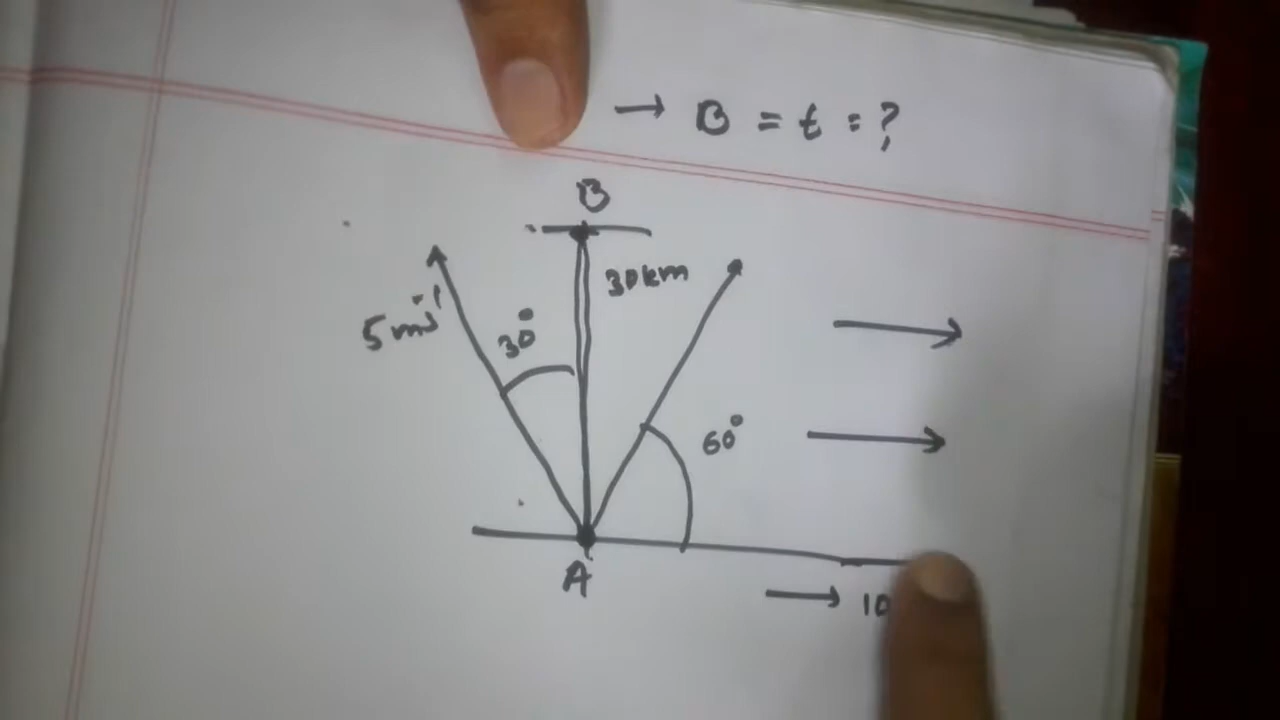 → B = t = ?
B
30km
5ms⁻¹
30°
60°
A
→ 10